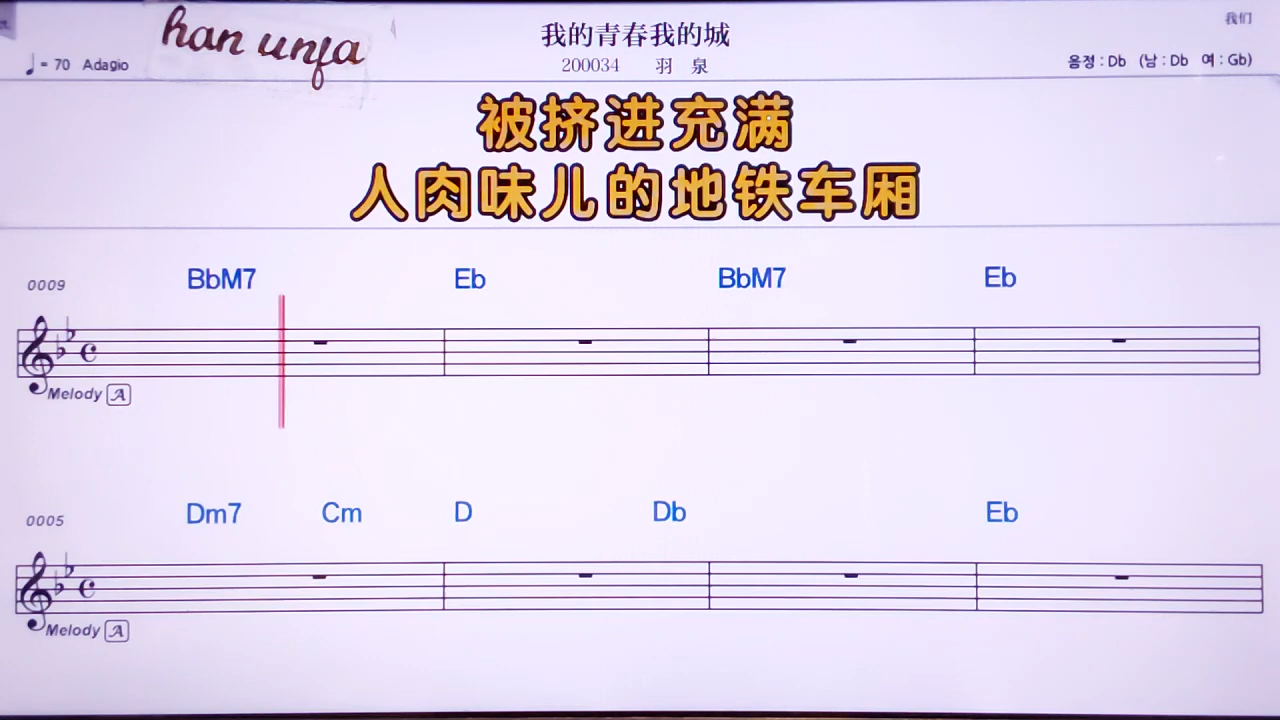 han unja
我的青春我的城
我们
♩= 70 Adagio
200034 羽 泉
음정 : Db (남 : Db 여 : Gb)
被挤进充满
人肉味儿的地铁车厢
0009 BbM7 Eb BbM7 Eb
Melody A
0005 Dm7 Cm D Db Eb
Melody A